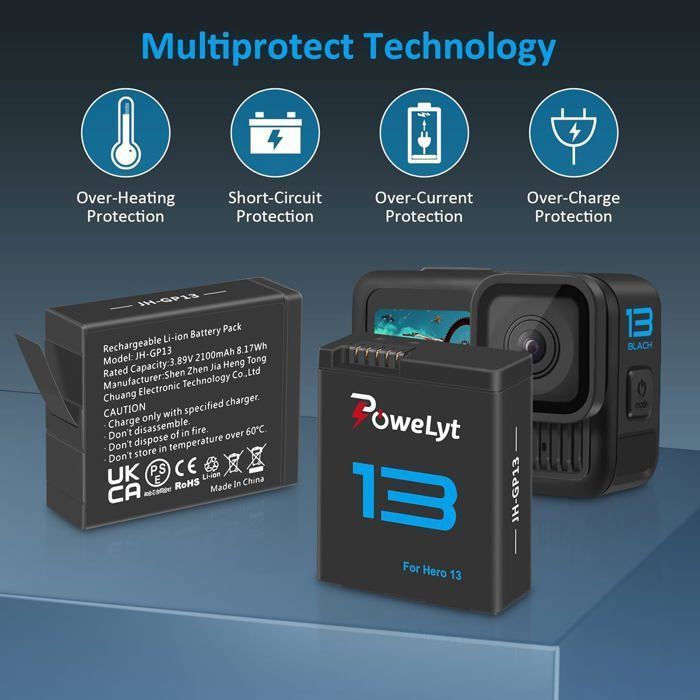 Multiprotect Technology
Over-Heating
Protection
Short-Circuit
Protection
Over-Current
Protection
Over-Charge
Protection
— JH-GP13 —
Rechargeable Li-ion Battery Pack
Model: JH-GP13
Rated Capacity:3.89V 2100mAh 8.17Wh
Manufacturer:Shen Zhen Jia Heng Tong
Chuang Electronic Technology Co.,Ltd
CAUTION
· Charge only with specified charger.
· Don't disassemble.
· Don't dispose of in fire.
· Don't store in temperature over 60°C.
UK
CA
PS
E
CE
RoHS
Li-ion
Made In China
13
BLACK
mode
PoweLyt
13
For Hero 13
— JH-GP13 —